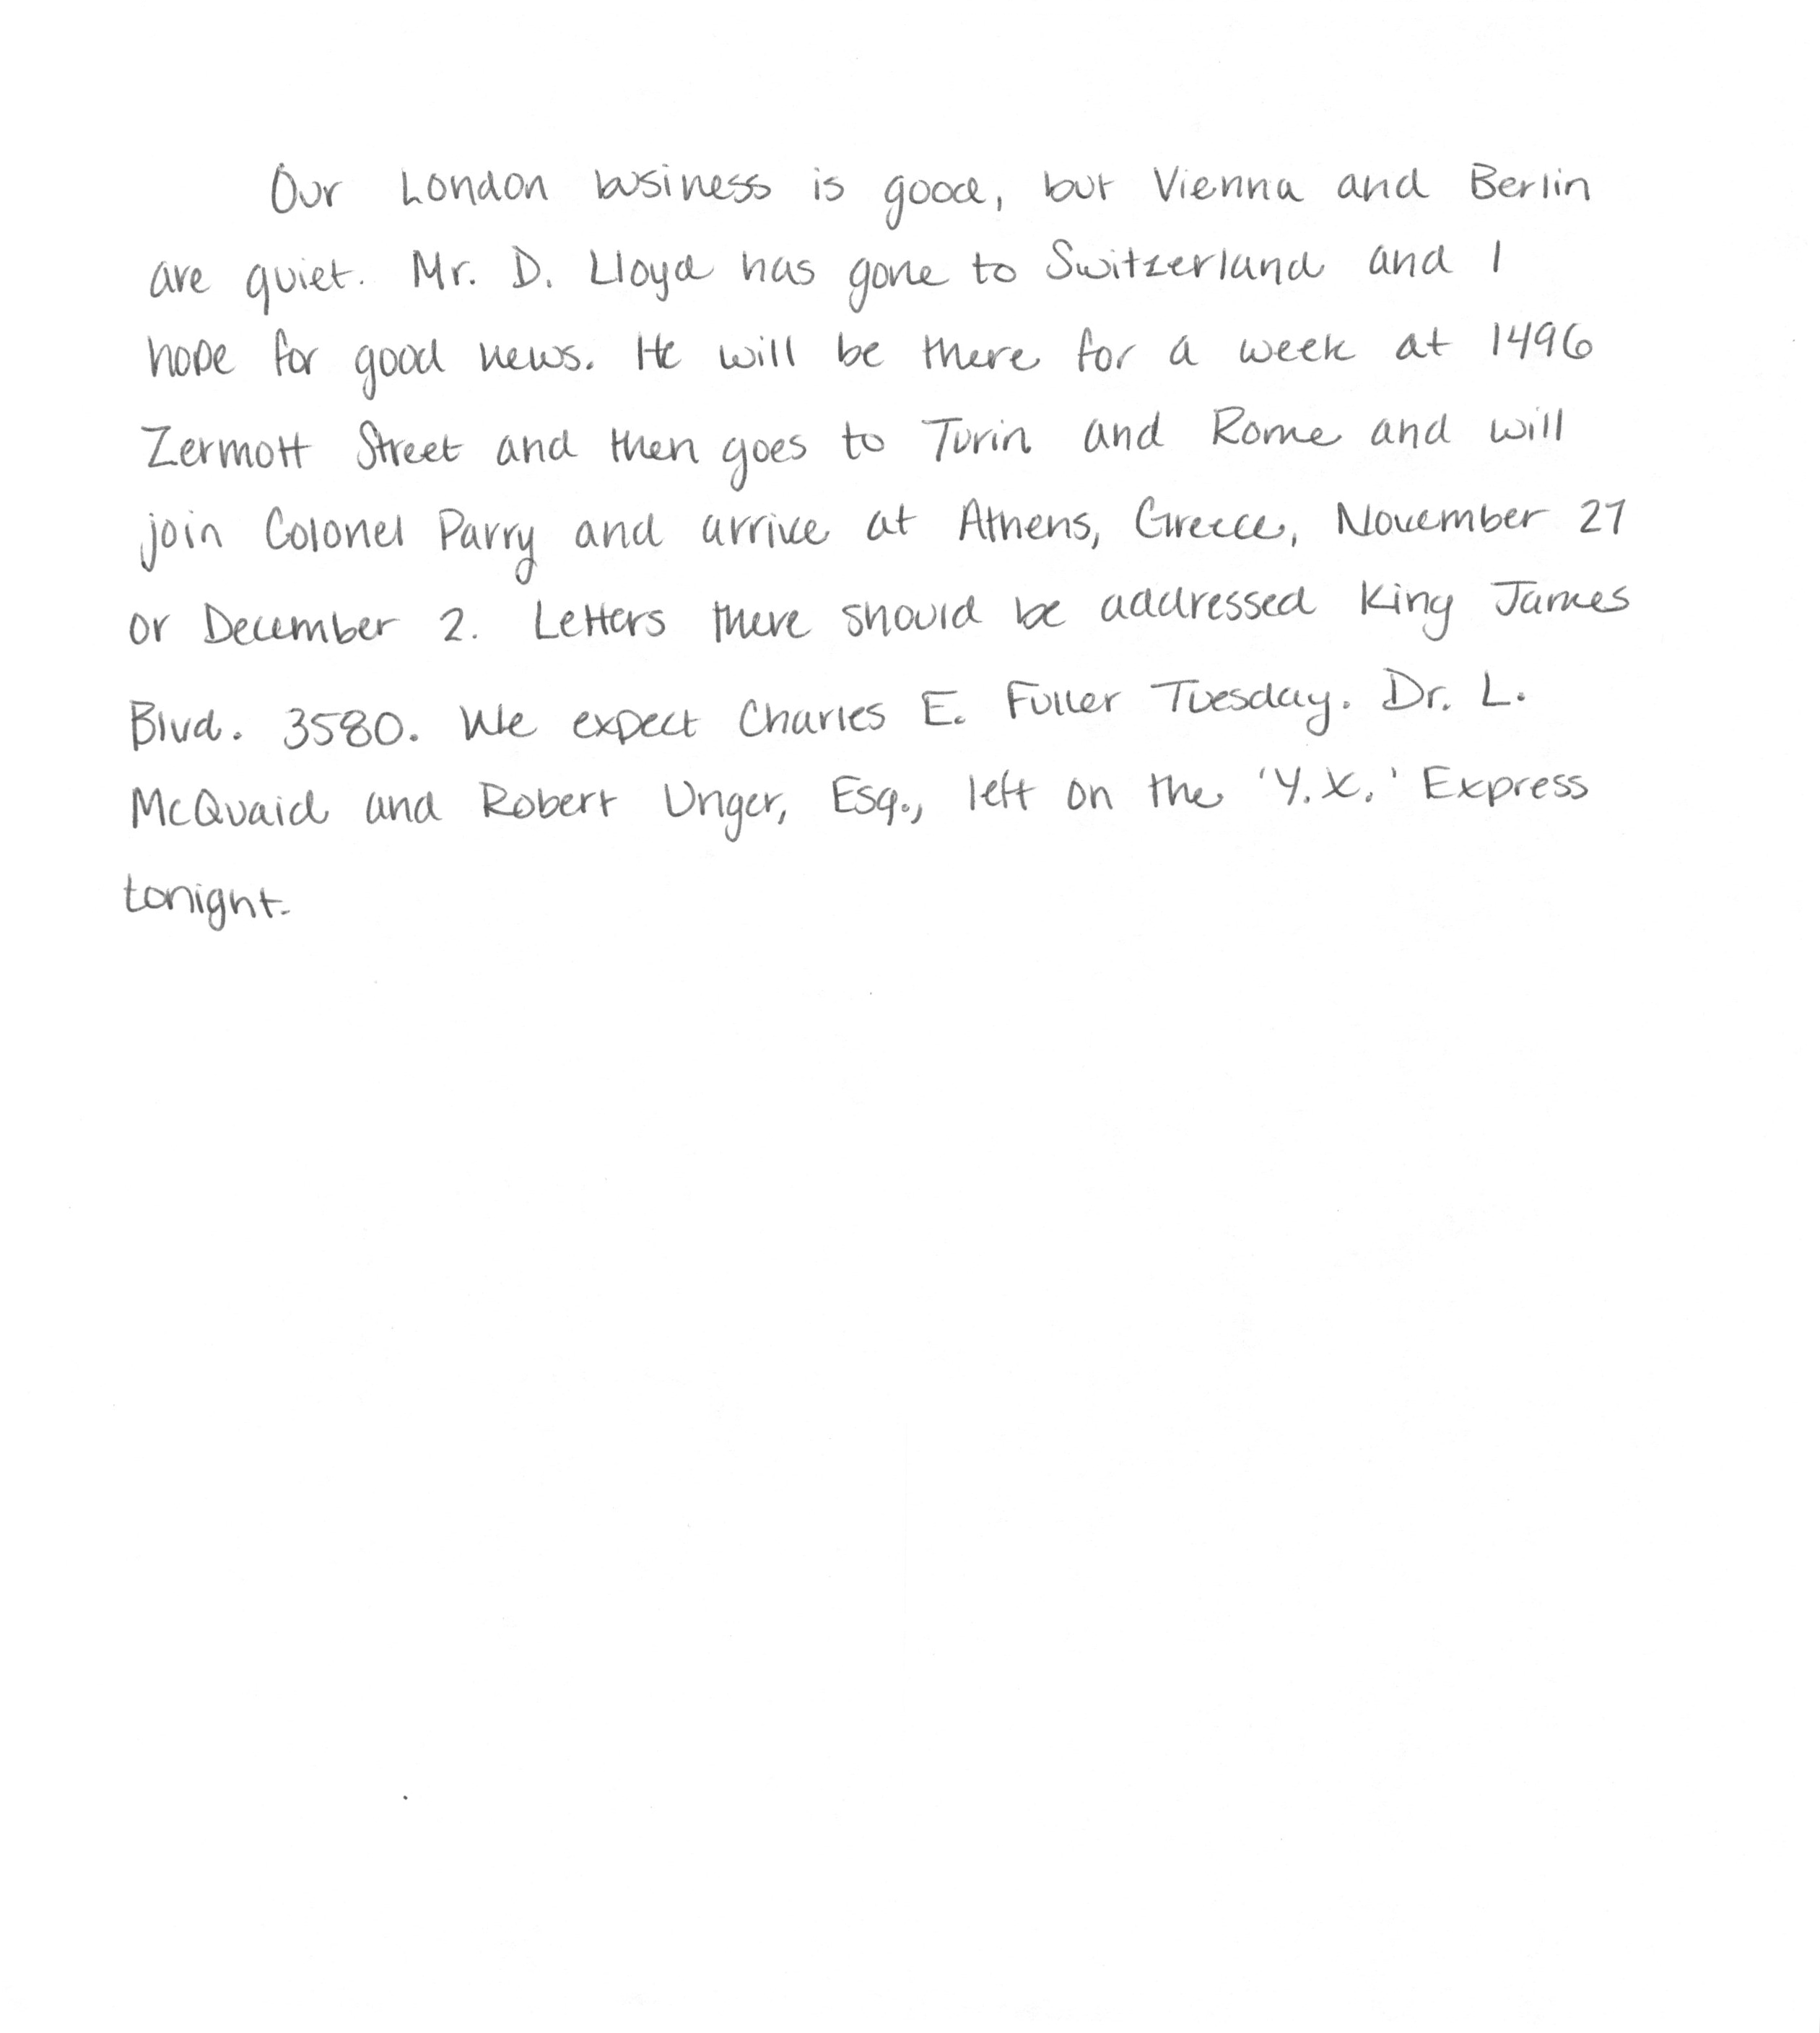 Our London business is good, but Vienna and Berlin
are quiet. Mr. D. Lloyd has gone to Switzerland and I
hope for good news. He will be there for a week at 1496
Zermott Street and then goes to Turin and Rome and will
join Colonel Parry and arrive at Athens, Greece, November 27
or December 2. Letters there should be addressed King James
Blvd. 3580. We expect Charles E. Fuller Tuesday. Dr. L.
McQuaid and Robert Unger, Esq., left on the 'Y.X.' Express
tonight.